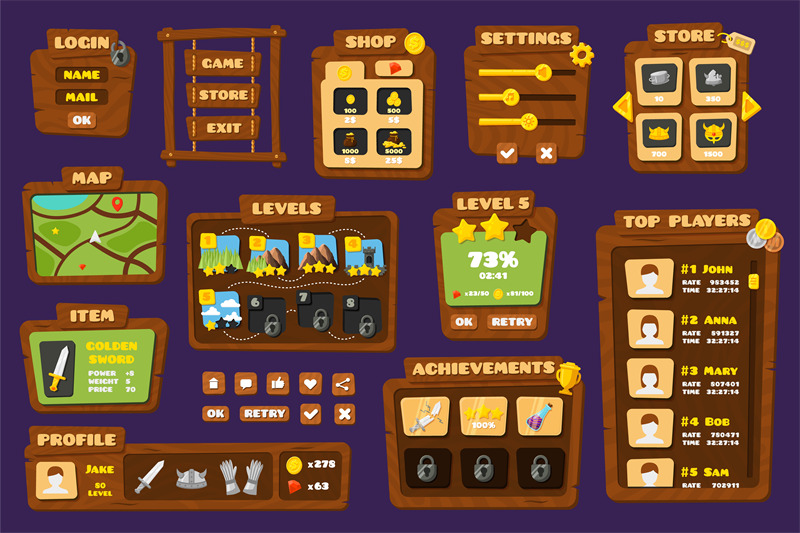 LOGIN
NAME
MAIL
OK
GAME
STORE
EXIT
SHOP
100
2$
500
5$
1000
8$
5000
25$
SETTINGS
STORE
10
350
700
1500
MAP
LEVELS
1
2
3
4
5
6
7
8
LEVEL 5
73%
02:41
x23/50
x81/100
OK
RETRY
TOP PLAYERS
#1 JOHN
RATE 953452
TIME 32:27:14
#2 ANNA
RATE 591327
TIME 32:27:14
#3 MARY
RATE 507401
TIME 32:27:14
#4 BOB
RATE 750471
TIME 32:27:14
#5 SAM
RATE 702911
ITEM
GOLDEN
SWORD
POWER +5
WEIGHT 5
PRICE 70
OK
RETRY
ACHIEVEMENTS
100%
PROFILE
JAKE
80
LEVEL
x278
x63